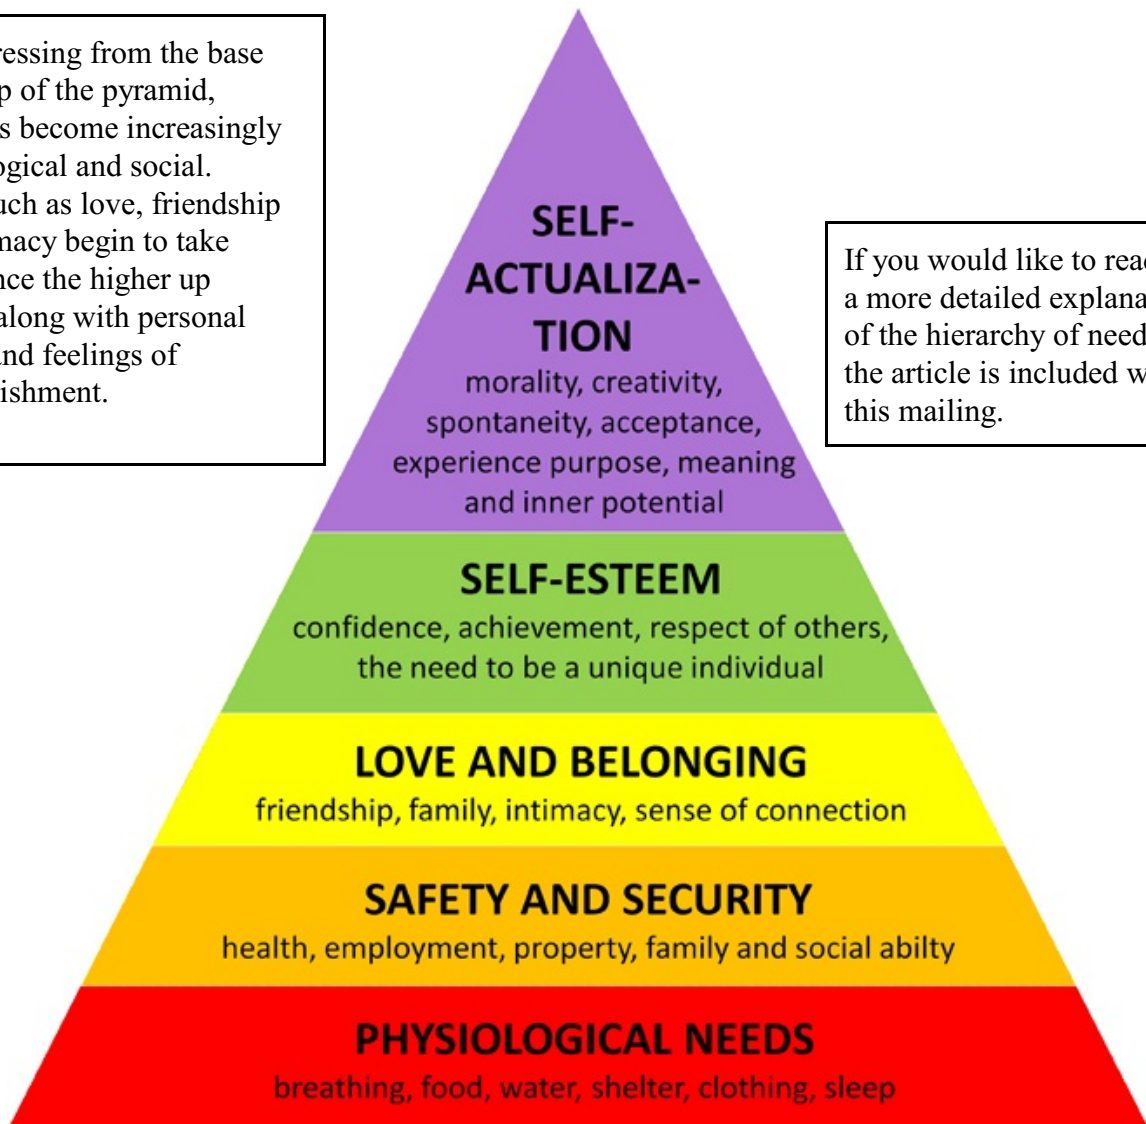 ressing from the base
p of the pyramid,
s become increasingly
ogical and social.
uch as love, friendship
macy begin to take
nce the higher up
along with personal
and feelings of
ishment.
If you would like to read
a more detailed explana
of the hierarchy of need
the article is included w
this mailing.
SELF-
ACTUALIZA-
TION
morality, creativity,
spontaneity, acceptance,
experience purpose, meaning
and inner potential
SELF-ESTEEM
confidence, achievement, respect of others,
the need to be a unique individual
LOVE AND BELONGING
friendship, family, intimacy, sense of connection
SAFETY AND SECURITY
health, employment, property, family and social abilty
PHYSIOLOGICAL NEEDS
breathing, food, water, shelter, clothing, sleep